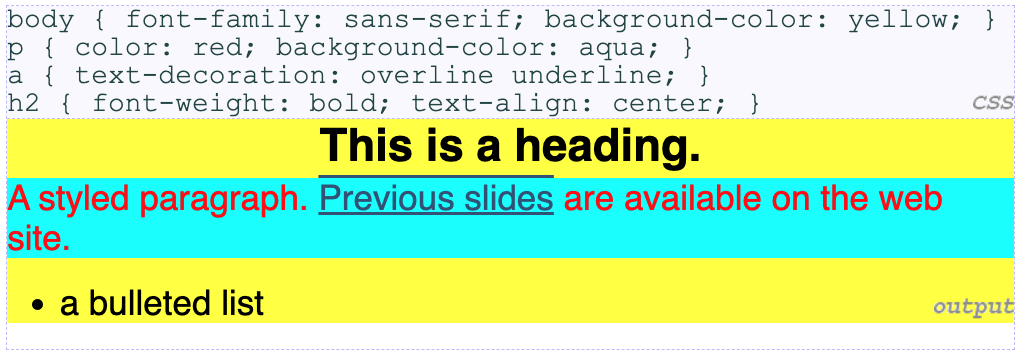 body { font-family: sans-serif; background-color: yellow; }
p { color: red; background-color: aqua; }
a { text-decoration: overline underline; }
h2 { font-weight: bold; text-align: center; }
CSS
This is a heading.
A styled paragraph. Previous slides are available on the web
site.
• a bulleted list
output